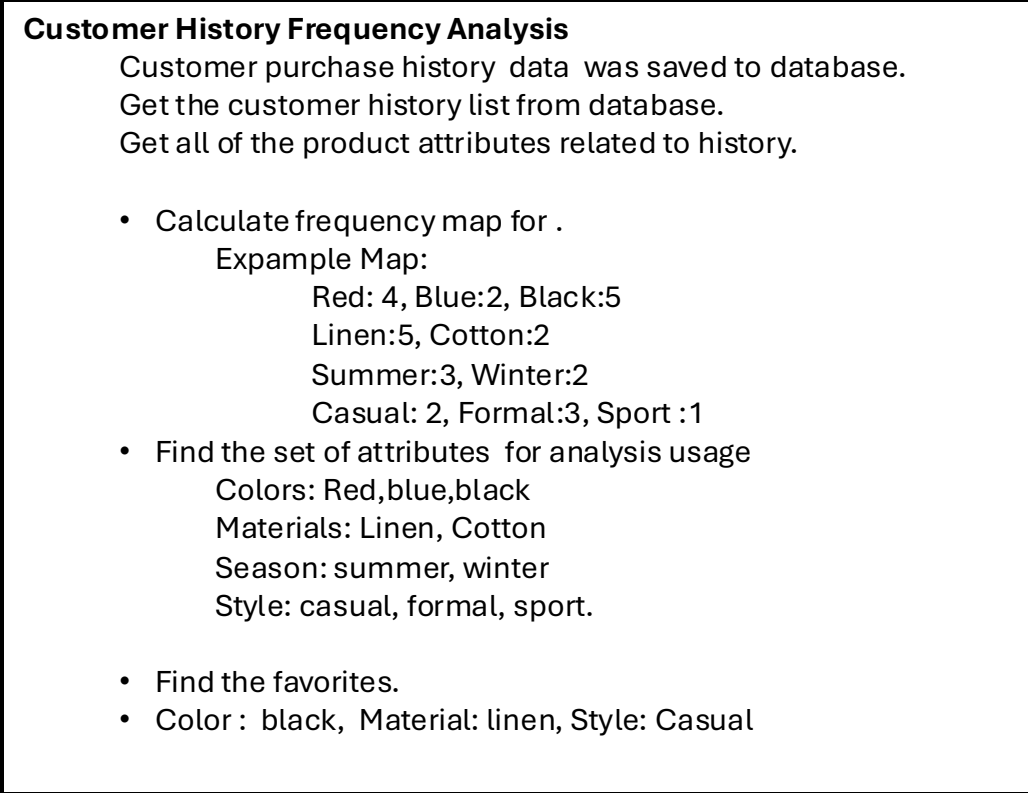 Customer History Frequency Analysis
Customer purchase history data was saved to database.
Get the customer history list from database.
Get all of the product attributes related to history.
• Calculate frequency map for .
Expample Map:
Red: 4, Blue:2, Black:5
Linen:5, Cotton:2
Summer:3, Winter:2
Casual: 2, Formal:3, Sport :1
• Find the set of attributes for analysis usage
Colors: Red,blue,black
Materials: Linen, Cotton
Season: summer, winter
Style: casual, formal, sport.
• Find the favorites.
• Color : black, Material: linen, Style: Casual